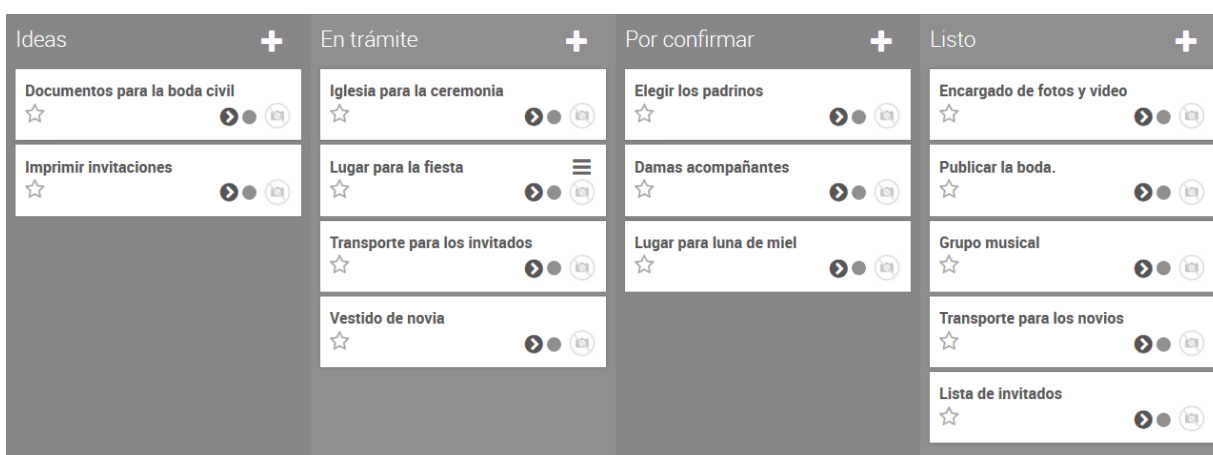 Ideas
Documentos para la boda civil
Imprimir invitaciones
En trámite
Iglesia para la ceremonia
Lugar para la fiesta
Transporte para los invitados
Vestido de novia
Por confirmar
Elegir los padrinos
Damas acompañantes
Lugar para luna de miel
Listo
Encargado de fotos y video
Publicar la boda.
Grupo musical
Transporte para los novios
Lista de invitados